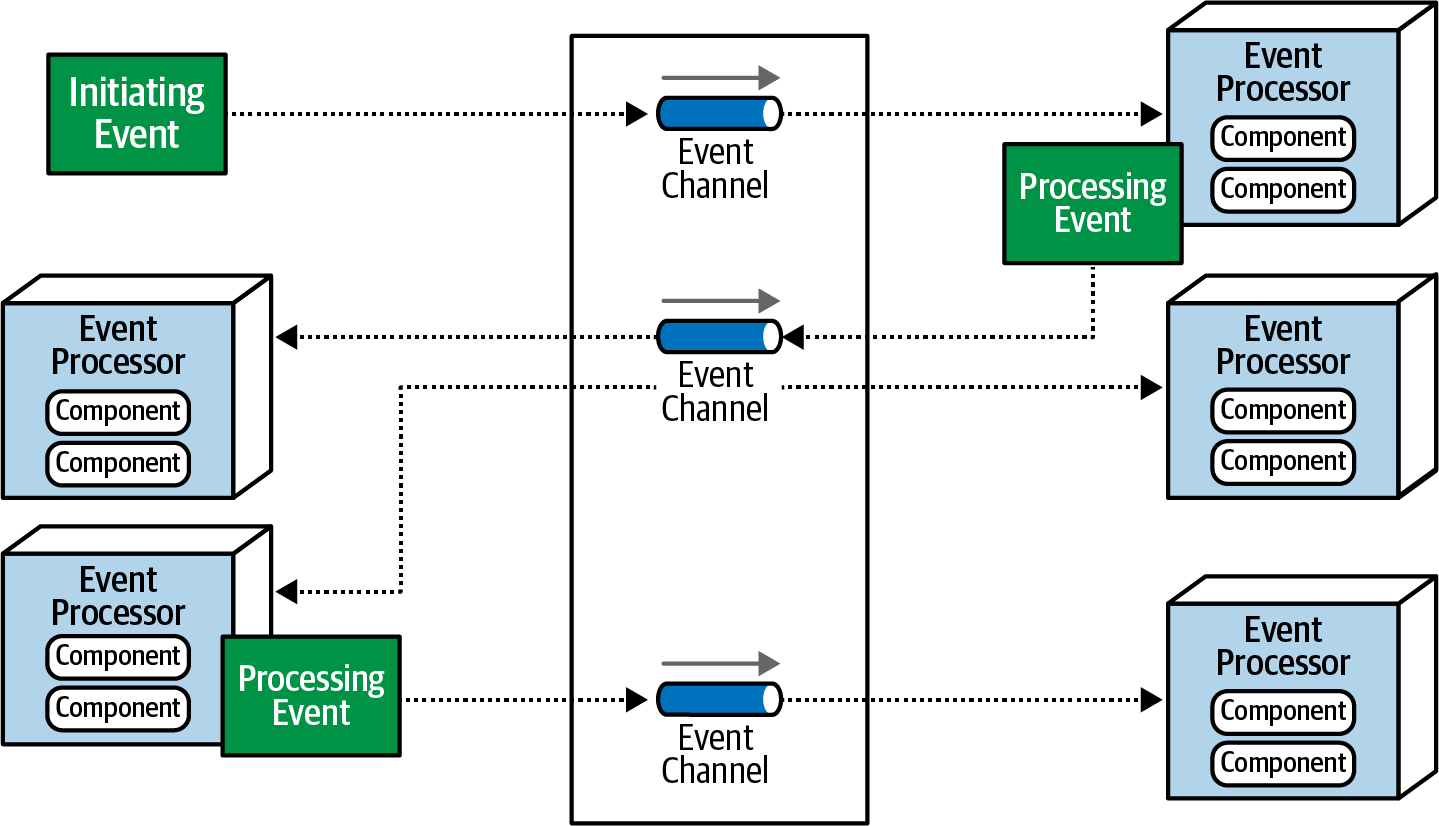 Initiating
Event
Event
Channel
Event
Processor
Component
Component
Processing
Event
Event
Processor
Component
Component
Event
Channel
Event
Processor
Component
Component
Event
Processor
Component
Component
Processing
Event
Event
Channel
Event
Processor
Component
Component